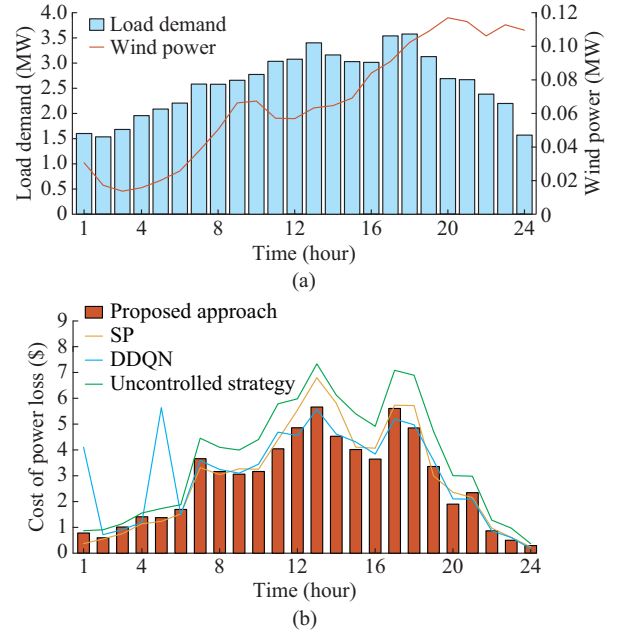 4.0
3.5
3.0
2.5
2.0
1.5
1.0
0.5
0
Load demand (MW)
Load demand
Wind power
0.12
0.10
0.08
0.06
0.04
0.02
0
Wind power (MW)
1 4 8 12 16 20 24
Time (hour)
(a)
9
8
7
6
5
4
3
2
1
0
Cost of power loss ($)
Proposed approach
SP
DDQN
Uncontrolled strategy
1 4 8 12 16 20 24
Time (hour)
(b)